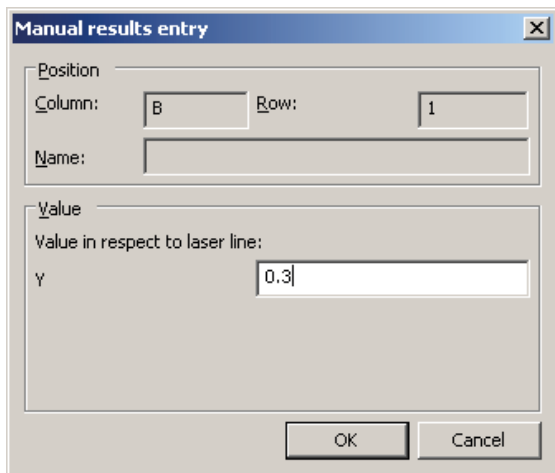 Manual results entry
Position
Column: B Row: 1
Name:
Value
Value in respect to laser line:
Y 0.3
OK Cancel